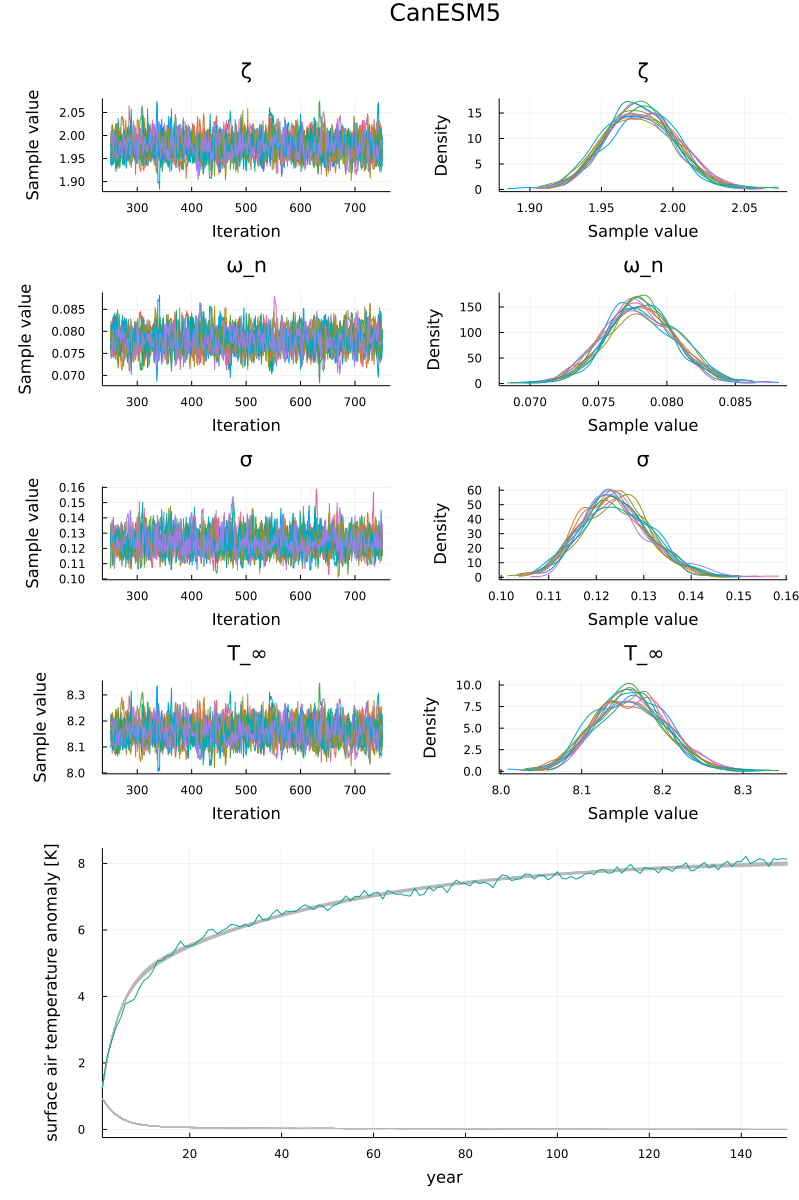 CanESM5
ζ ζ
Sample value 2.05 2.00 1.95 1.90 Density 15 10 5 0
300 400 500 600 700 1.90 1.95 2.00 2.05
Iteration Sample value
ω_n ω_n
Sample value 0.085 0.080 0.075 0.070 Density 150 100 50 0
300 400 500 600 700 0.070 0.075 0.080 0.085
Iteration Sample value
σ σ
Sample value 0.16 0.15 0.14 0.13 0.12 0.11 0.10 Density 60 50 40 30 20 10 0
300 400 500 600 700 0.10 0.11 0.12 0.13 0.14 0.15 0.16
Iteration Sample value
T_∞ T_∞
Sample value 8.3 8.2 8.1 8.0 Density 10.0 7.5 5.0 2.5 0.0
300 400 500 600 700 8.0 8.1 8.2 8.3
Iteration Sample value
surface air temperature anomaly [K]
8
6
4
2
0
20 40 60 80 100 120 140
year